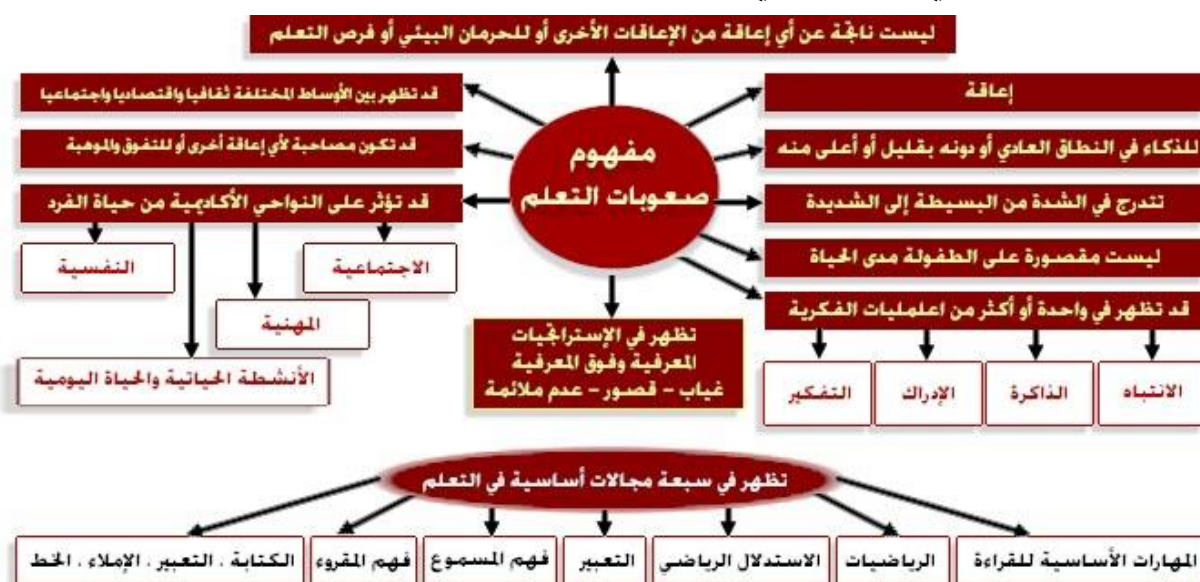 ليست ناتجة عن أي إعاقة من الإعاقات الأخرى أو للحرمان البيئي أو فرص التعلم
مفهوم
صعوبات التعلم
إعاقة
للذكاء في النطاق العادي أو دونه بقليل أو أعلى منه
تتدرج في الشدة من البسيطة إلى الشديدة
ليست مقصورة على الطفولة مدى الحياة
قد تظهر في واحدة أو أكثر من اعلمليات الفكرية
الانتباه
الذاكرة
الإدراك
التفكير
قد تظهر بين الأوساط المختلفة ثقافيا واقتصاديا واجتماعيا
قد تكون مصاحبة لأي إعاقة أخرى أو للتفوق والموهبة
قد تؤثر على النواحي الأكاديمية من حياة الفرد
الاجتماعية
النفسية
المهنية
الأنشطة الحياتية والحياة اليومية
تظهر في الإستراتجيات
المعرفية وفوق المعرفية
غياب - قصور - عدم ملائمة
تظهر في سبعة مجالات أساسية في التعلم
المهارات الأساسية للقراءة
الرياضيات
الاستدلال الرياضي
التعبير
فهم المسموع
فهم المقروء
الكتابة . التعبير . الإملاء . الخط